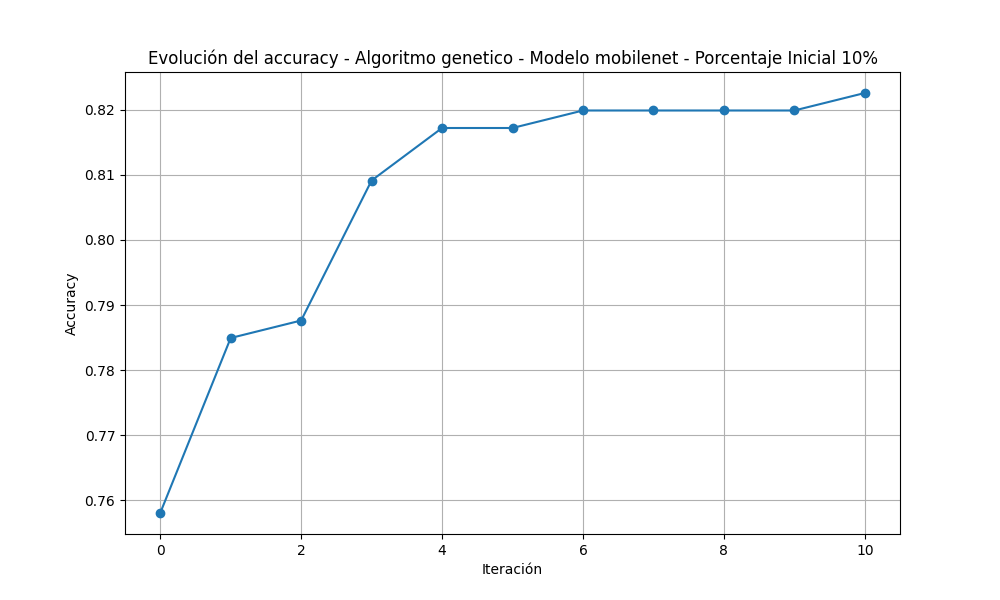 Evolución del accuracy - Algoritmo genetico - Modelo mobilenet - Porcentaje Inicial 10%
0.82
0.81
0.80
0.79
0.78
0.77
0.76
Accuracy
0 2 4 6 8 10
Iteración